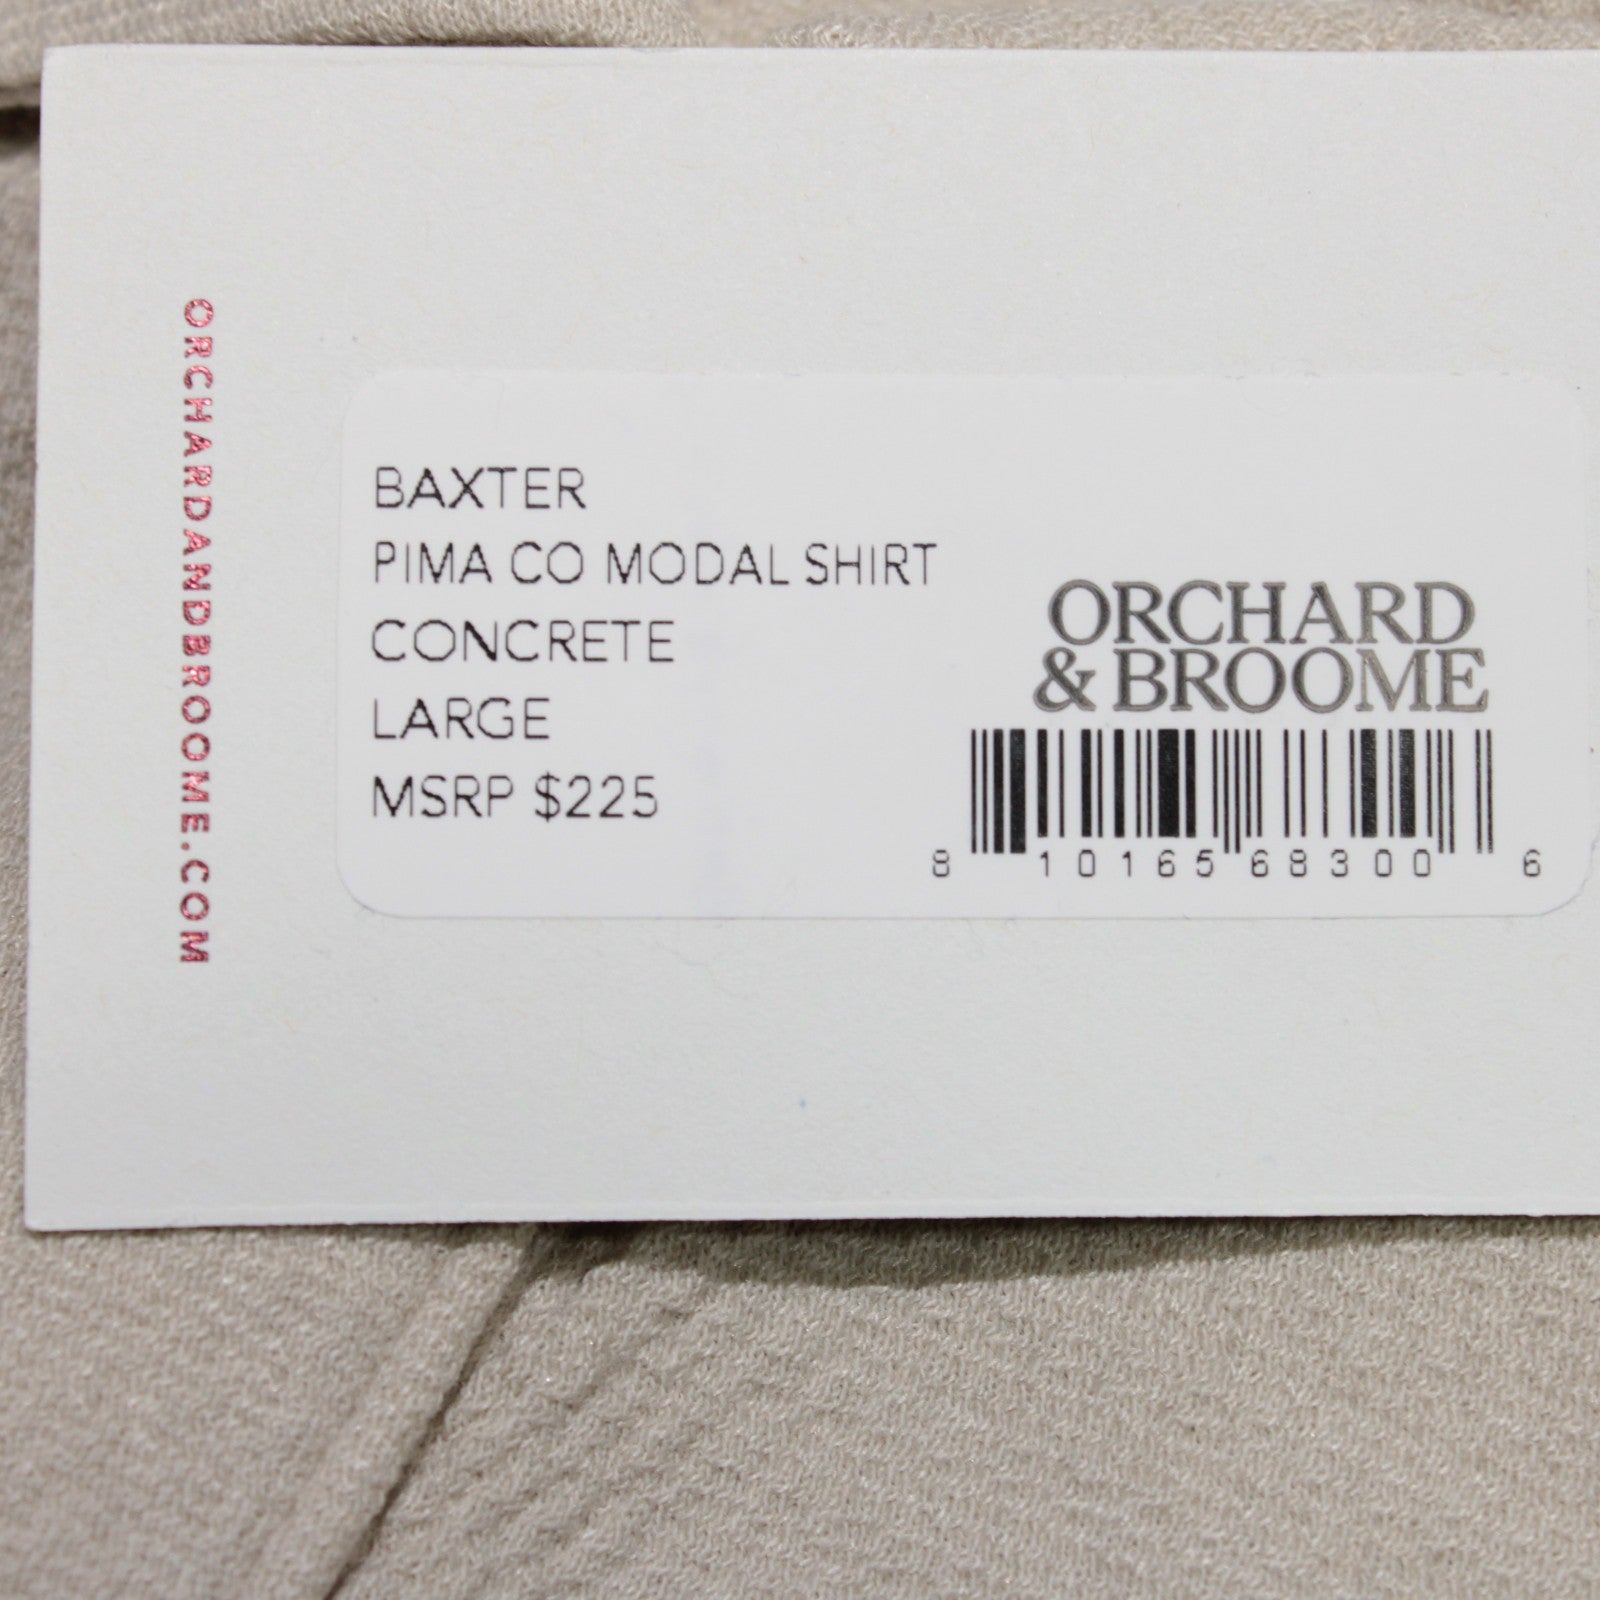 ORCHARDANDBROOME.COM
BAXTER
PIMA CO MODAL SHIRT
CONCRETE
LARGE
MSRP $225
ORCHARD
& BROOME
8 10165 68300 6